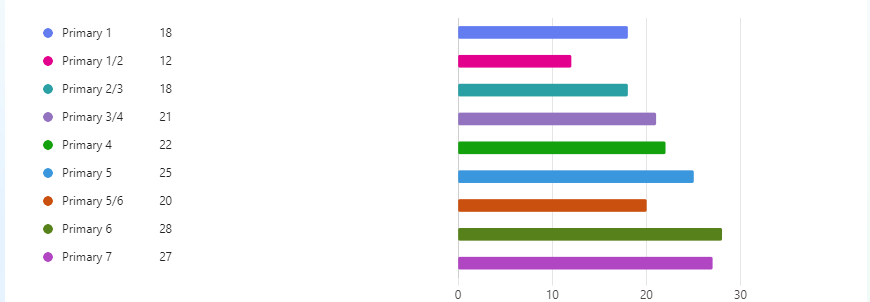 Primary 1 18
Primary 1/2 12
Primary 2/3 18
Primary 3/4 21
Primary 4 22
Primary 5 25
Primary 5/6 20
Primary 6 28
Primary 7 27
0 10 20 30